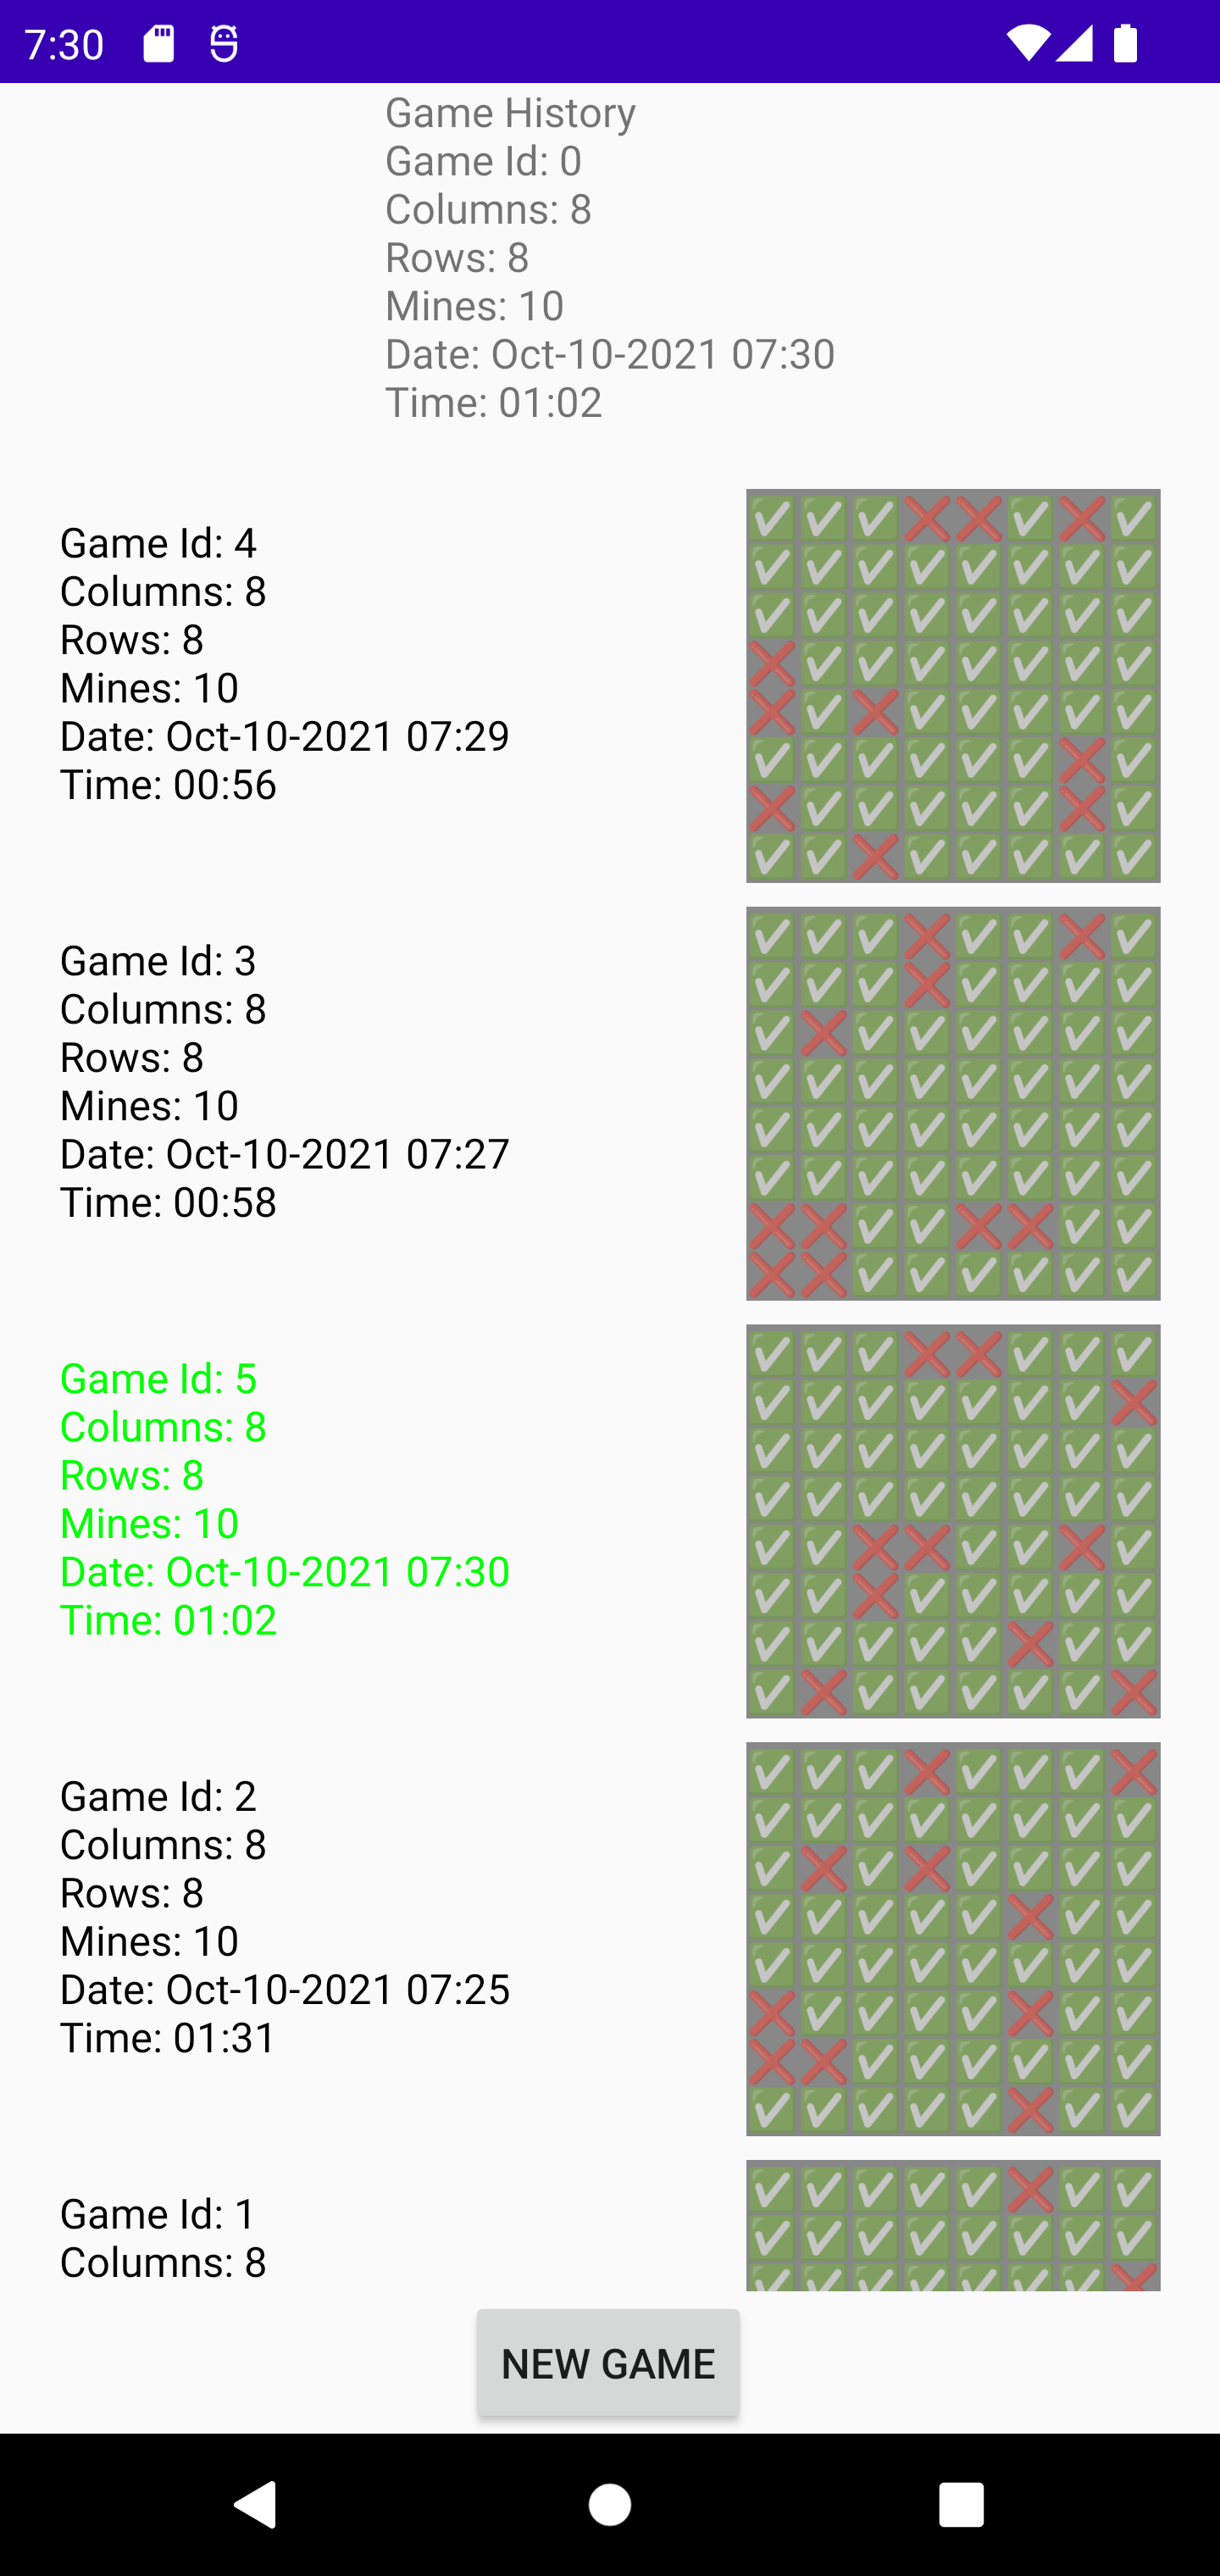 7:30
Game History
Game Id: 0
Columns: 8
Rows: 8
Mines: 10
Date: Oct-10-2021 07:30
Time: 01:02
Game Id: 4
Columns: 8
Rows: 8
Mines: 10
Date: Oct-10-2021 07:29
Time: 00:56
Game Id: 3
Columns: 8
Rows: 8
Mines: 10
Date: Oct-10-2021 07:27
Time: 00:58
Game Id: 5
Columns: 8
Rows: 8
Mines: 10
Date: Oct-10-2021 07:30
Time: 01:02
Game Id: 2
Columns: 8
Rows: 8
Mines: 10
Date: Oct-10-2021 07:25
Time: 01:31
Game Id: 1
Columns: 8
NEW GAME